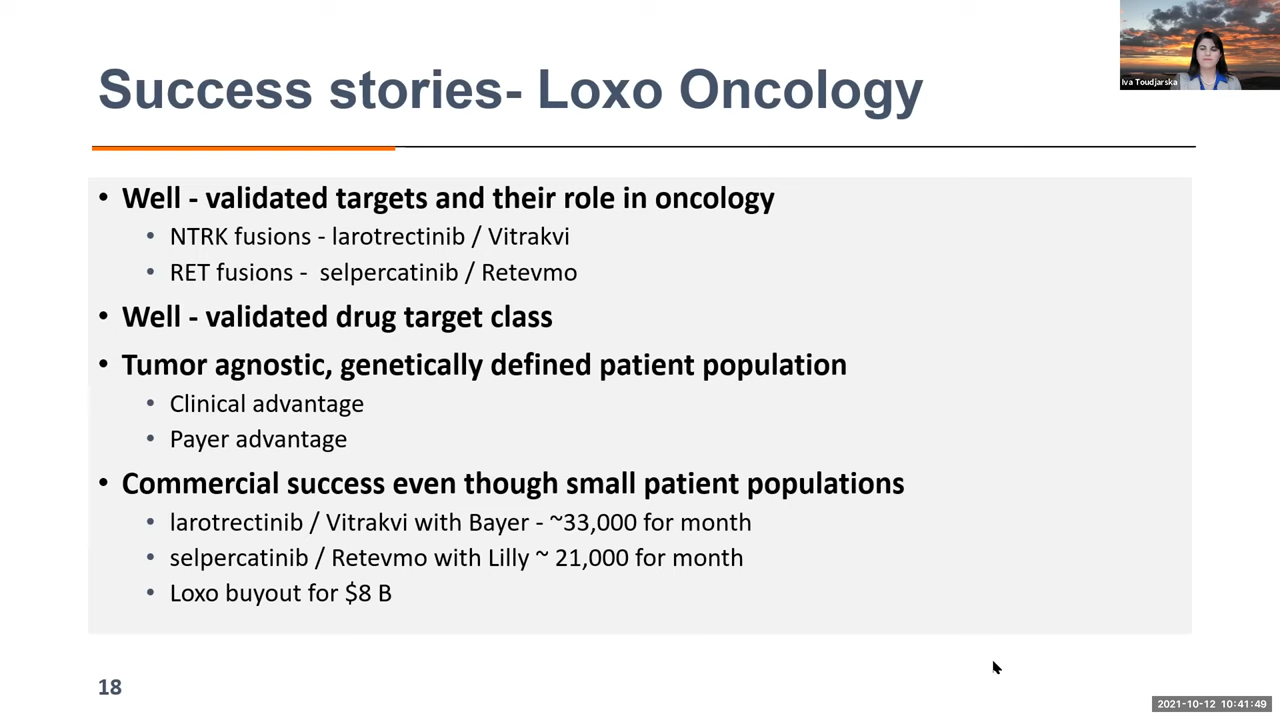 Iva Toudjarska
Success stories- Loxo Oncology
• Well - validated targets and their role in oncology
• NTRK fusions - larotrectinib / Vitrakvi
• RET fusions -  selpercatinib / Retevmo
• Well - validated drug target class
• Tumor agnostic, genetically defined patient population
• Clinical advantage
• Payer advantage
• Commercial success even though small patient populations
• larotrectinib / Vitrakvi with Bayer - ~33,000 for month
• selpercatinib / Retevmo with Lilly ~ 21,000 for month
• Loxo buyout for $8 B
18
2021-10-12 10:41:49